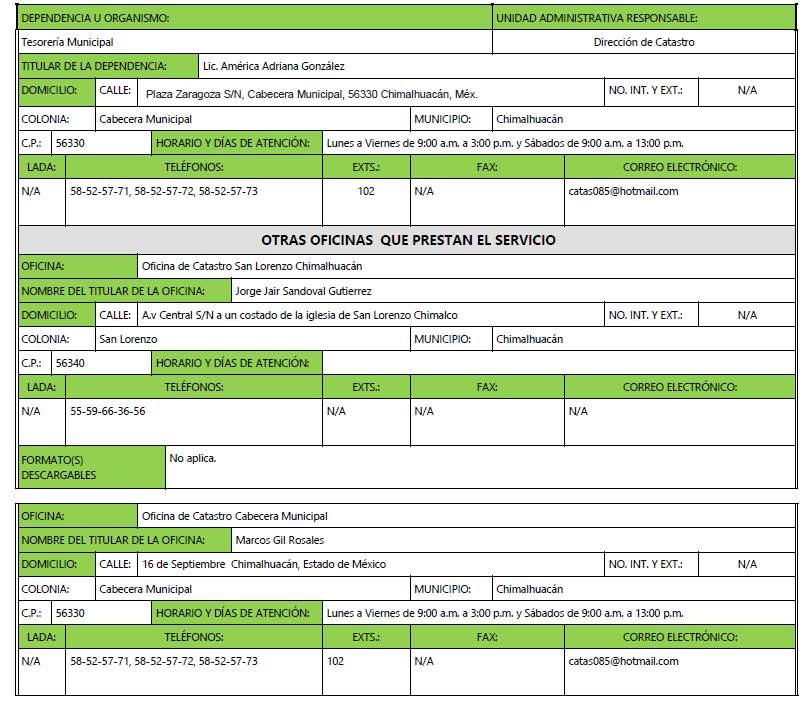 DEPENDENCIA U ORGANISMO: UNIDAD ADMINISTRATIVA RESPONSABLE:
Tesorería Municipal Dirección de Catastro
TITULAR DE LA DEPENDENCIA: Lic. América Adriana González
DOMICILIO: CALLE: Plaza Zaragoza S/N, Cabecera Municipal, 56330 Chimalhuacán, Méx. NO. INT. Y EXT.: N/A
COLONIA: Cabecera Municipal MUNICIPIO: Chimalhuacán
C.P.: 56330 HORARIO Y DÍAS DE ATENCIÓN: Lunes a Viernes de 9:00 a.m. a 3:00 p.m. y Sábados de 9:00 a.m. a 13:00 p.m.
LADA: TELÉFONOS: EXTS.: FAX: CORREO ELECTRÓNICO:
N/A 58-52-57-71, 58-52-57-72, 58-52-57-73 102 N/A catas085@hotmail.com
OTRAS OFICINAS QUE PRESTAN EL SERVICIO
OFICINA: Oficina de Catastro San Lorenzo Chimalhuacán
NOMBRE DEL TITULAR DE LA OFICINA: Jorge Jair Sandoval Gutierrez
DOMICILIO: CALLE: A.v Central S/N a un costado de la iglesia de San Lorenzo Chimalco NO. INT. Y EXT.: N/A
COLONIA: San Lorenzo MUNICIPIO: Chimalhuacán
C.P.: 56340 HORARIO Y DÍAS DE ATENCIÓN:
LADA: TELÉFONOS: EXTS.: FAX: CORREO ELECTRÓNICO:
N/A 55-59-66-36-56 N/A N/A N/A
FORMATO(S) No aplica.
DESCARGABLES
OFICINA: Oficina de Catastro Cabecera Municipal
NOMBRE DEL TITULAR DE LA OFICINA: Marcos Gil Rosales
DOMICILIO: CALLE: 16 de Septiembre Chimalhuacán, Estado de México NO. INT. Y EXT.: N/A
COLONIA: Cabecera Municipal MUNICIPIO: Chimalhuacán
C.P.: 56330 HORARIO Y DÍAS DE ATENCIÓN: Lunes a Viernes de 9:00 a.m. a 3:00 p.m. y Sábados de 9:00 a.m. a 13:00 p.m.
LADA: TELÉFONOS: EXTS.: FAX: CORREO ELECTRÓNICO:
N/A 58-52-57-71, 58-52-57-72, 58-52-57-73 102 N/A catas085@hotmail.com